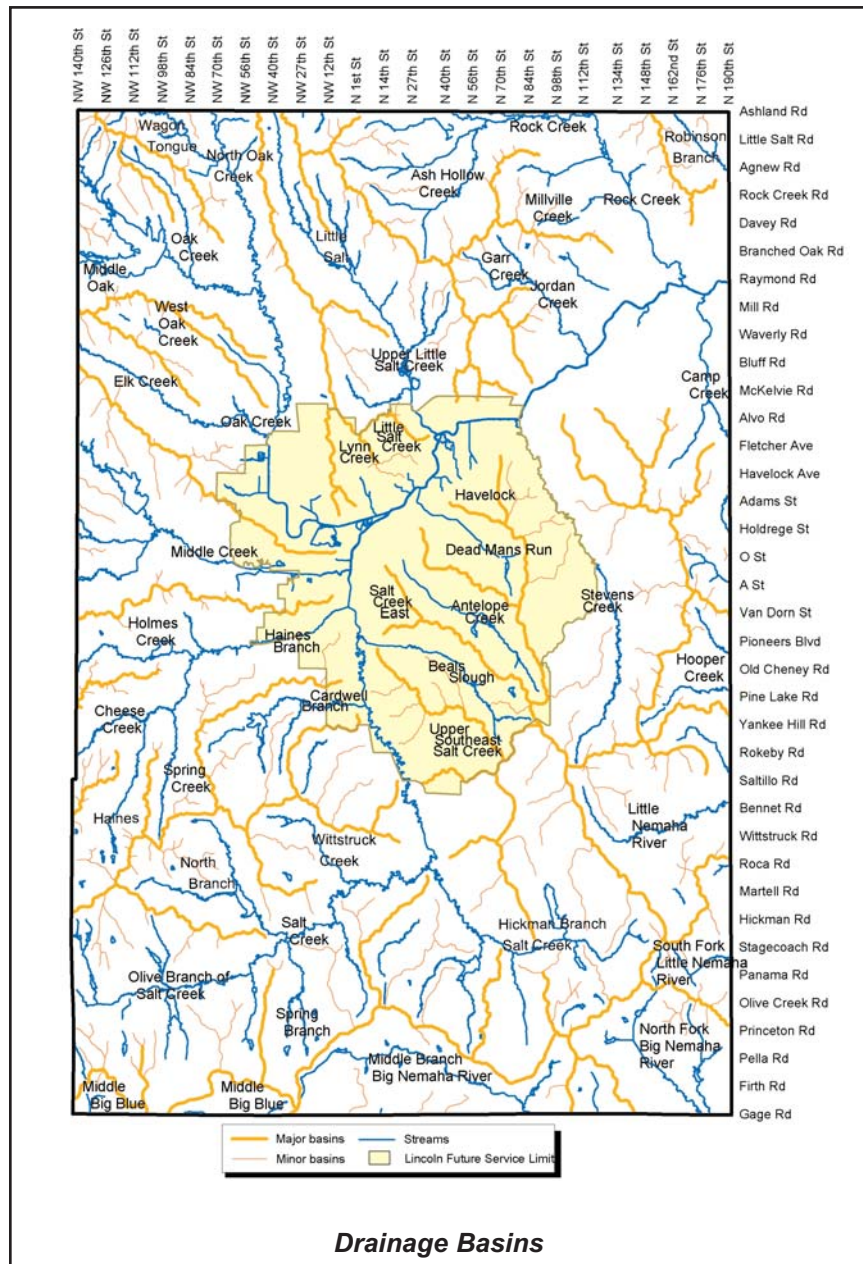 NW 140th St
NW 126th St
NW 112th St
NW 98th St
NW 84th St
NW 70th St
NW 56th St
NW 40th St
NW 27th St
NW 12th St
N 1st St
N 14th St
N 27th St
N 40th St
N 56th St
N 70th St
N 84th St
N 98th St
N 112th St
N 134th St
N 148th St
N 162nd St
N 176th St
N 190th St
Ashland Rd
Little Salt Rd
Agnew Rd
Rock Creek Rd
Davey Rd
Branched Oak Rd
Raymond Rd
Mill Rd
Waverly Rd
Bluff Rd
McKelvie Rd
Alvo Rd
Fletcher Ave
Havelock Ave
Adams St
Holdrege St
O St
A St
Van Dorn St
Pioneers Blvd
Old Cheney Rd
Pine Lake Rd
Yankee Hill Rd
Rokeby Rd
Saltillo Rd
Bennet Rd
Wittstruck Rd
Roca Rd
Martell Rd
Hickman Rd
Stagecoach Rd
Panama Rd
Olive Creek Rd
Princeton Rd
Pella Rd
Firth Rd
Gage Rd
Wagon
Tongue
North Oak
Creek
Rock Creek
Robinson
Branch
Ash Hollow
Creek
Millville
Creek
Rock Creek
Oak
Creek
Little
Salt
Garr
Creek
Middle
Oak
Jordan
Creek
West
Oak
Creek
Upper Little
Salt Creek
Elk Creek
Camp
Creek
Oak Creek
Lynn
Creek
Little
Salt
Creek
Havelock
Middle Creek
Dead Mans Run
Salt
Creek
East
Antelope
Creek
Stevens
Creek
Holmes
Creek
Haines
Branch
Beals
Slough
Hooper
Creek
Cardwell
Branch
Cheese
Creek
Upper
Southeast
Salt Creek
Spring
Creek
Haines
Little
Nemaha
River
Wittstruck
Creek
North
Branch
Salt
Creek
Hickman Branch
Salt Creek
South Fork
Little Nemaha
River
Olive Branch of
Salt Creek
Spring
Branch
North Fork
Big Nemaha
River
Middle Branch
Big Nemaha River
Middle
Big Blue
Middle
Big Blue
Major basins
Streams
Minor basins
Lincoln Future Service Limit
Drainage Basins